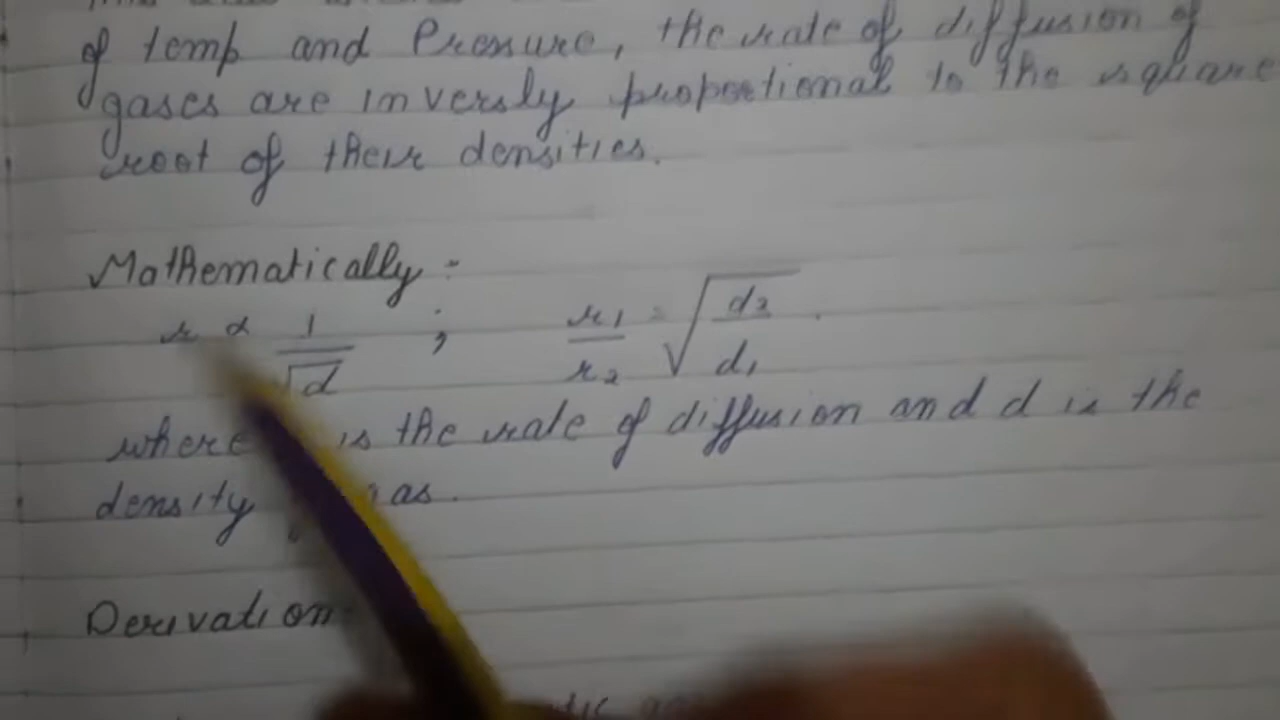 of temp and Pressure, the rate of diffusion of
gases are inversly proportional to the square
root of their densities.
Mathematically :
r ∝ 1/√d ; r1/r2 = √(d2/d1).
where is the rate of diffusion and d is the
density gas.
Derivation: